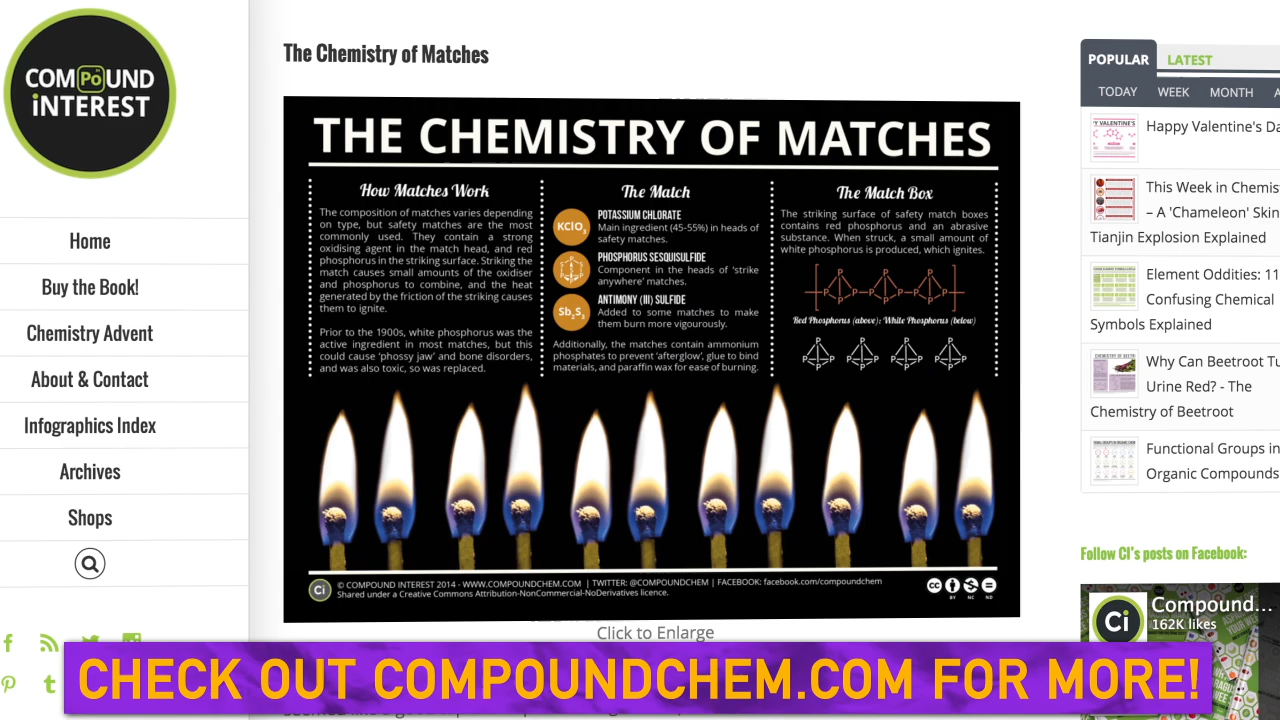 COMPoUND
iNTEREST
Home
Buy the Book!
Chemistry Advent
About & Contact
Infographics Index
Archives
Shops
The Chemistry of Matches
THE CHEMISTRY OF MATCHES
How Matches Work
The composition of matches varies depending
on type, but safety matches are the most
commonly used. They contain a strong
oxidising agent in the match head, and red
phosphorus in the striking surface. Striking the
match causes small amounts of the oxidiser
and phosphorus to combine, and the heat
generated by the friction of the striking causes
them to ignite.
Prior to the 1900s, white phosphorus was the
active ingredient in most matches, but this
could cause 'phossy jaw' and bone disorders,
and was also toxic, so was replaced.
The Match
KClO3
POTASSIUM CHLORATE
Main ingredient (45-55%) in heads of
safety matches.
PHOSPHORUS SESQUISULFIDE
Component in the heads of 'strike
anywhere' matches.
Sb2S3
ANTIMONY (III) SULFIDE
Added to some matches to make
them burn more vigourously.
Additionally, the matches contain ammonium
phosphates to prevent 'afterglow', glue to bind
materials, and paraffin wax for ease of burning.
The Match Box
The striking surface of safety match boxes
contains red phosphorus and an abrasive
substance. When struck, a small amount of
white phosphorus is produced, which ignites.
Red Phosphorus (above); White Phosphorus (below)
Ci
© COMPOUND INTEREST 2014 - WWW.COMPOUNDCHEM.COM | TWITTER: @COMPOUNDCHEM | FACEBOOK: facebook.com/compoundchem
Shared under a Creative Commons Attribution-NonCommercial-NoDerivatives licence.
CC
BY NC ND
Click to Enlarge
POPULAR LATEST
TODAY WEEK MONTH A
Happy Valentine's Da
This Week in Chemis
– A 'Chameleon' Skin
Tianjin Explosion Explained
Element Oddities: 11
Confusing Chemical
Symbols Explained
Why Can Beetroot Tu
Urine Red? - The
Chemistry of Beetroot
Functional Groups in
Organic Compounds
Follow CI's posts on Facebook:
Ci
Compound...
162K likes
CHECK OUT COMPOUNDCHEM.COM FOR MORE!